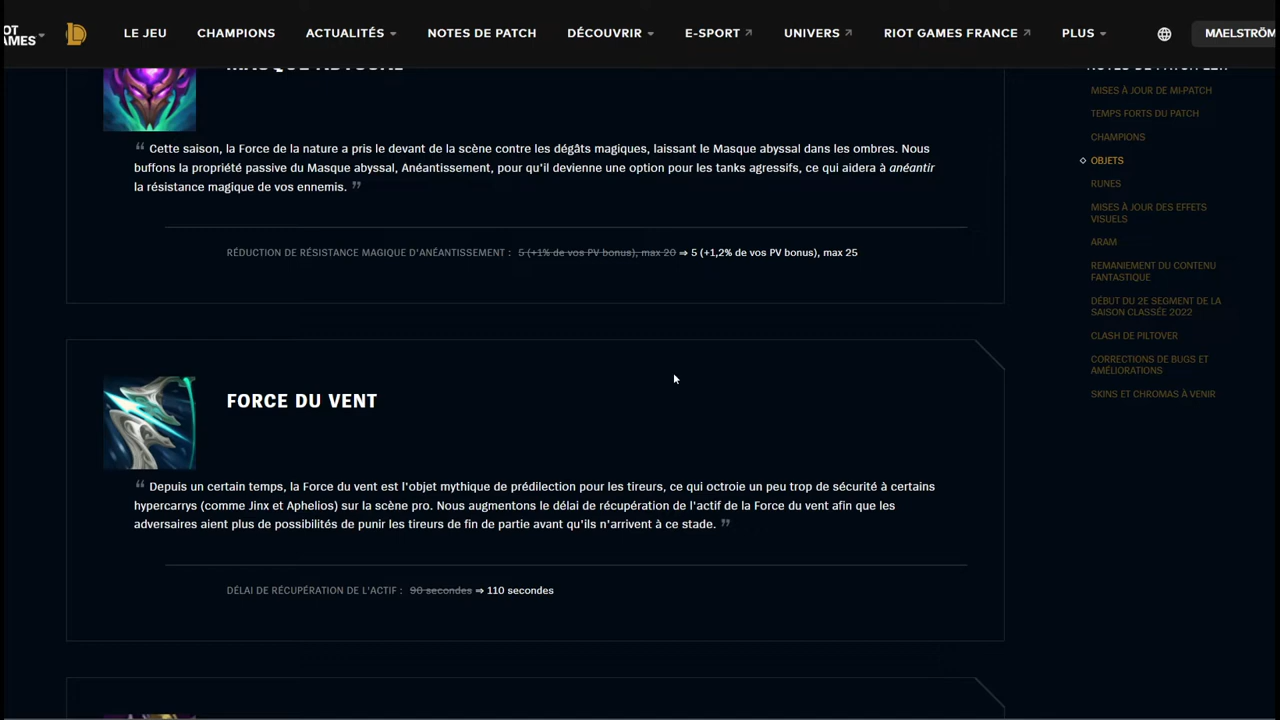 LE JEU
CHAMPIONS
ACTUALITÉS
NOTES DE PATCH
DÉCOUVRIR
E-SPORT
UNIVERS
RIOT GAMES FRANCE
PLUS
“ Cette saison, la Force de la nature a pris le devant de la scène contre les dégâts magiques, laissant le Masque abyssal dans les ombres. Nous
buffons la propriété passive du Masque abyssal, Anéantissement, pour qu'il devienne une option pour les tanks agressifs, ce qui aidera à anéantir
la résistance magique de vos ennemis. ”
RÉDUCTION DE RÉSISTANCE MAGIQUE D'ANÉANTISSEMENT : 5 (+1% de vos PV bonus), max 20 ⇒ 5 (+1,2% de vos PV bonus), max 25
FORCE DU VENT
“ Depuis un certain temps, la Force du vent est l'objet mythique de prédilection pour les tireurs, ce qui octroie un peu trop de sécurité à certains
hypercarrys (comme Jinx et Aphelios) sur la scène pro. Nous augmentons le délai de récupération de l'actif de la Force du vent afin que les
adversaires aient plus de possibilités de punir les tireurs de fin de partie avant qu'ils n'arrivent à ce stade. ”
DÉLAI DE RÉCUPÉRATION DE L'ACTIF : 90 secondes ⇒ 110 secondes
MISES À JOUR DE MI-PATCH
TEMPS FORTS DU PATCH
CHAMPIONS
OBJETS
RUNES
MISES À JOUR DES EFFETS
VISUELS
ARAM
REMANIEMENT DU CONTENU
FANTASTIQUE
DÉBUT DU 2E SEGMENT DE LA
SAISON CLASSÉE 2022
CLASH DE PILTOVER
CORRECTIONS DE BUGS ET
AMÉLIORATIONS
SKINS ET CHROMAS À VENIR